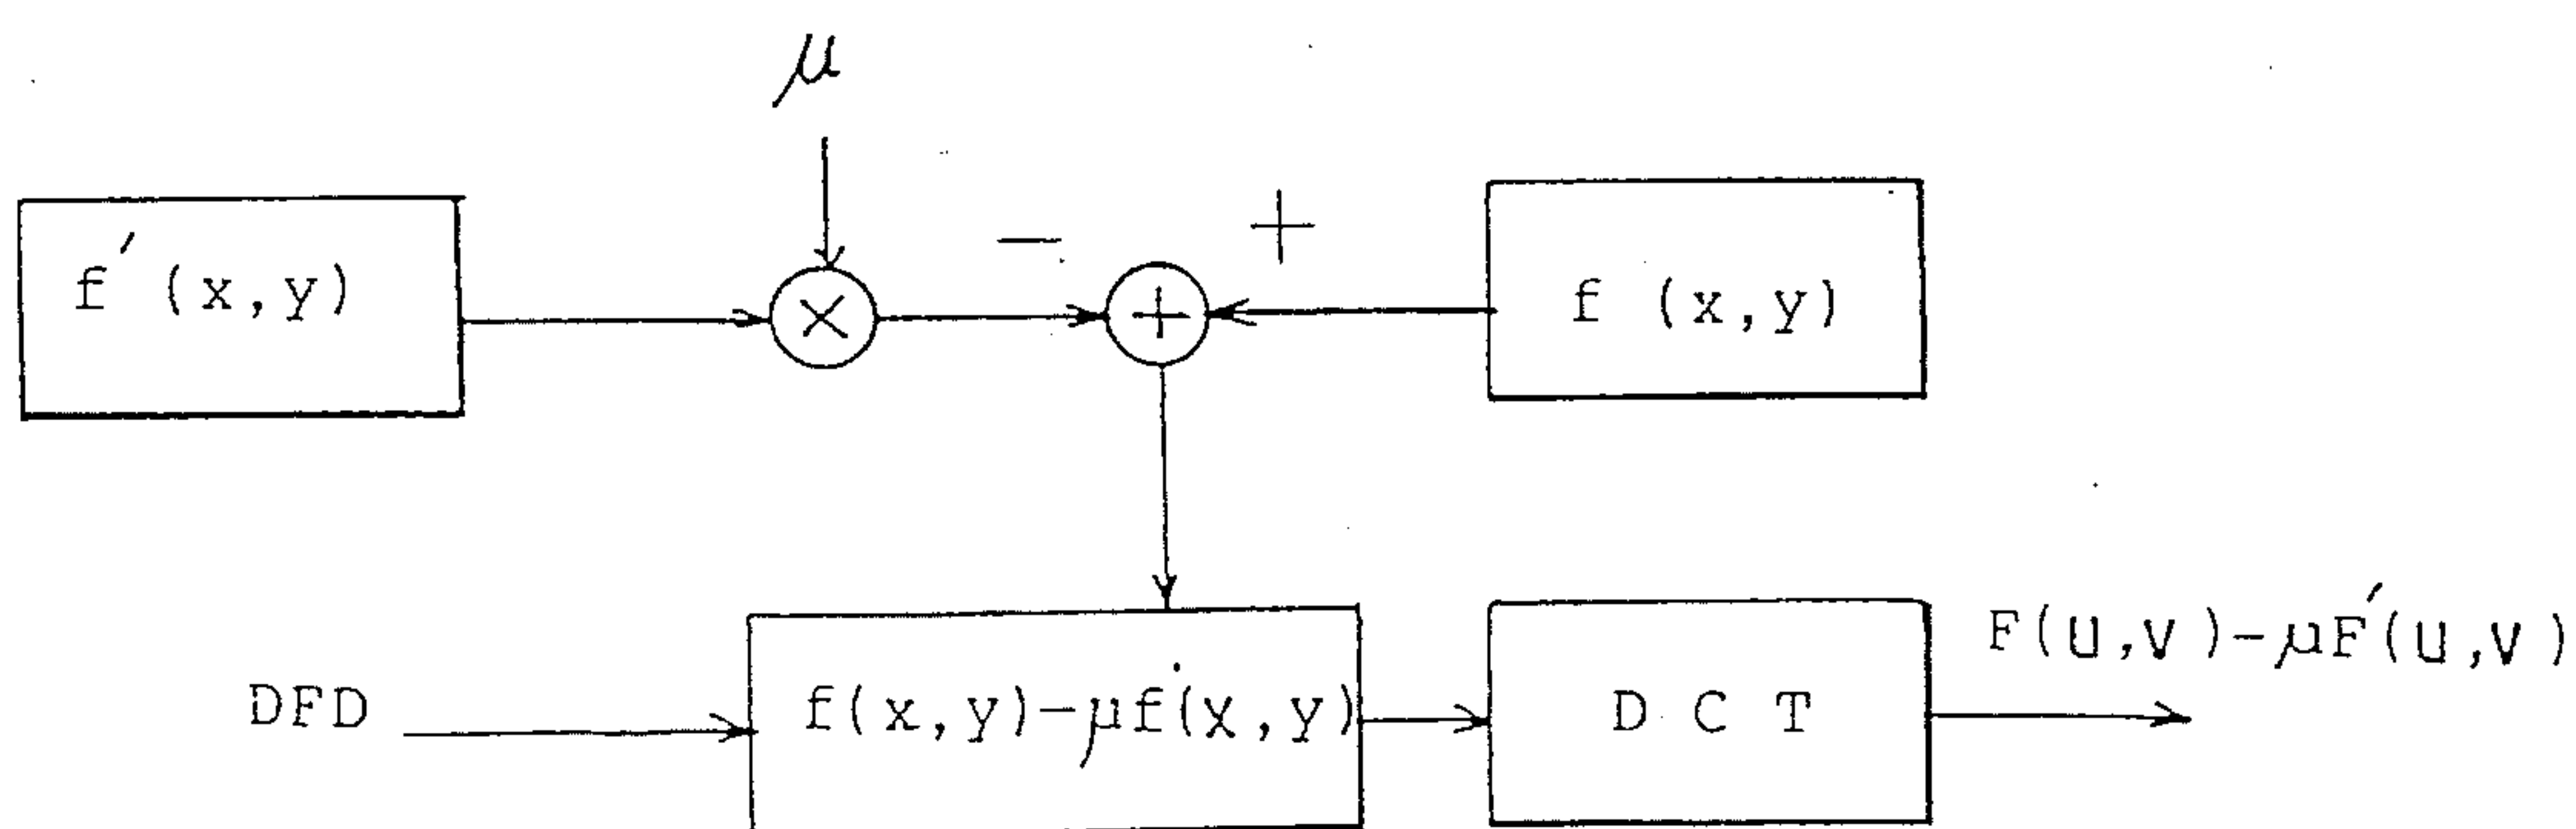 μ
− +
f′(x,y)
×
+
f (x,y)
DFD
f(x,y)−μf′(x,y)
D C T
F(u,v)−μF′(u,v)